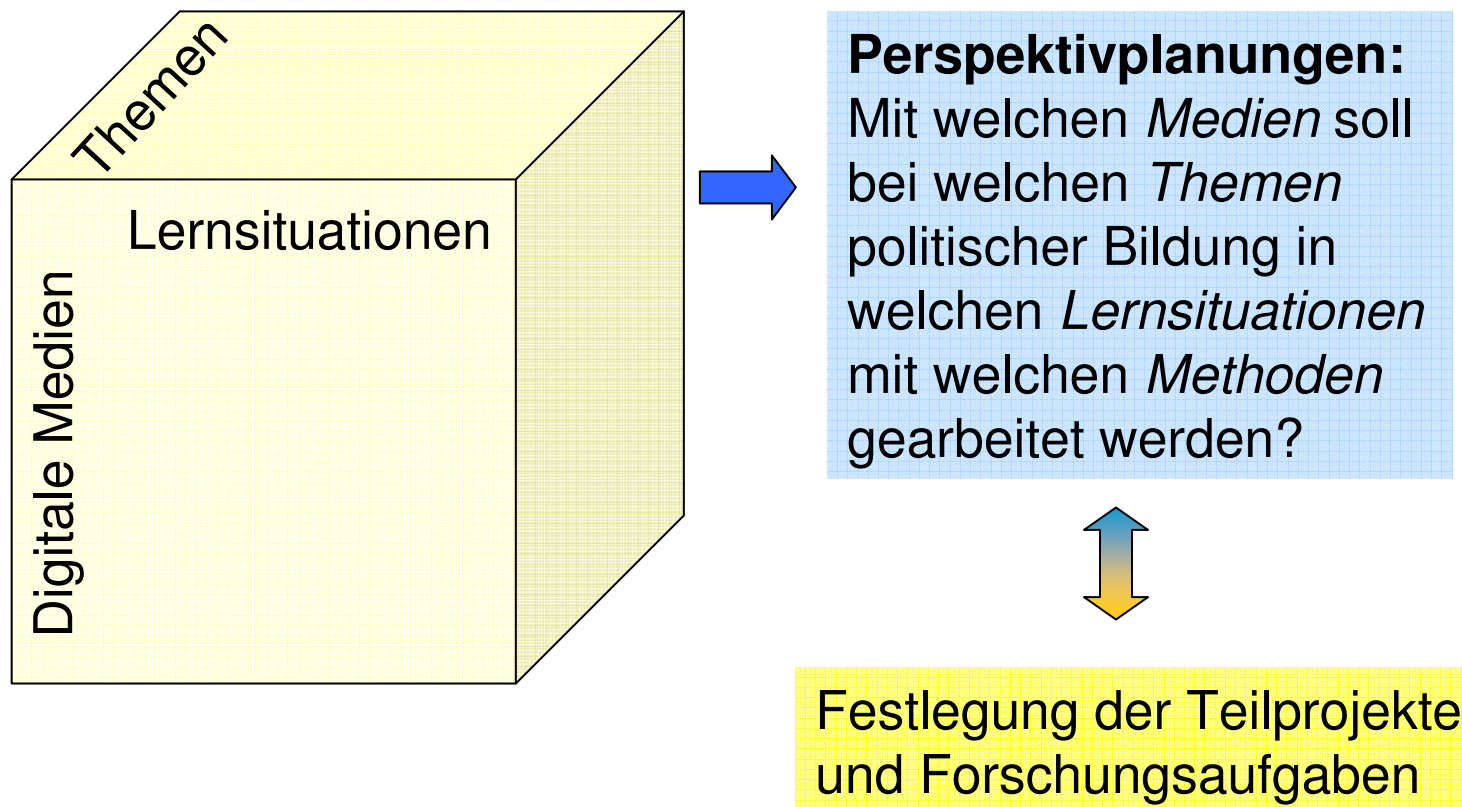 Themen
Lernsituationen
Digitale Medien
Perspektivplanungen:
Mit welchen Medien soll
bei welchen Themen
politischer Bildung in
welchen Lernsituationen
mit welchen Methoden
gearbeitet werden?
Festlegung der Teilprojekte
und Forschungsaufgaben